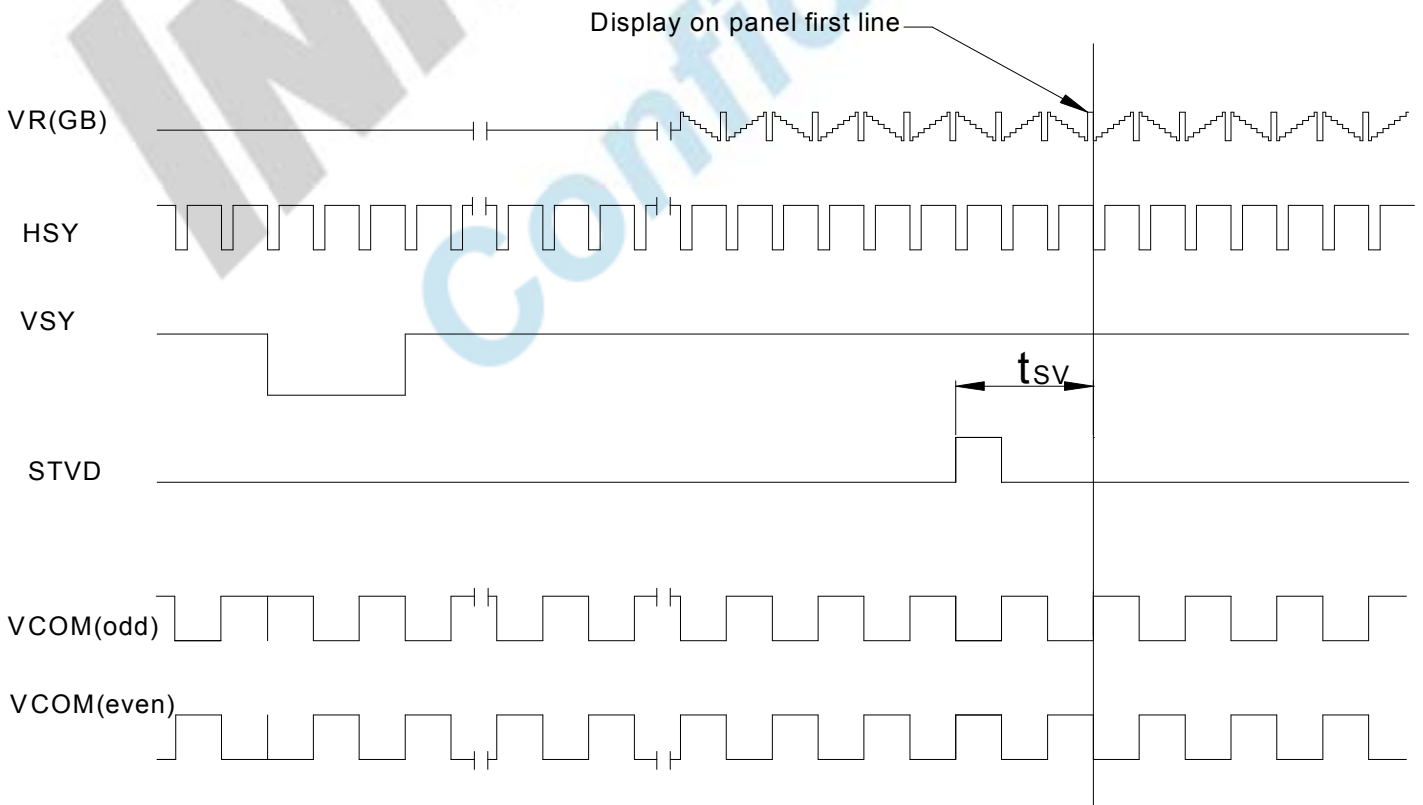 Display on panel first line
VR(GB)
HSY
VSY
tSV
STVD
VCOM(odd)
VCOM(even)